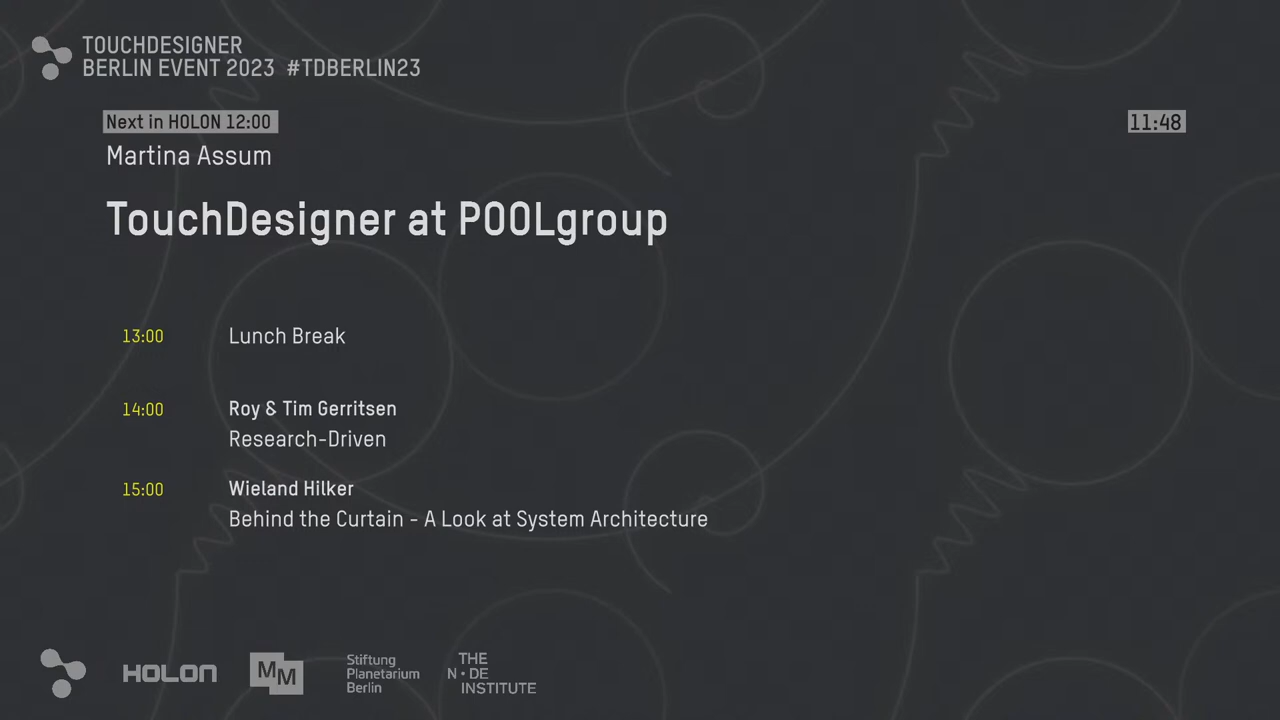 TOUCHDESIGNER
BERLIN EVENT 2023 #TDBERLIN23
Next in HOLON 12:00
11:48
Martina Assum
TouchDesigner at POOLgroup
13:00 Lunch Break
14:00 Roy & Tim Gerritsen
Research-Driven
15:00 Wieland Hilker
Behind the Curtain - A Look at System Architecture
HOLON
MM
Stiftung
Planetarium
Berlin
THE
N•DE
INSTITUTE